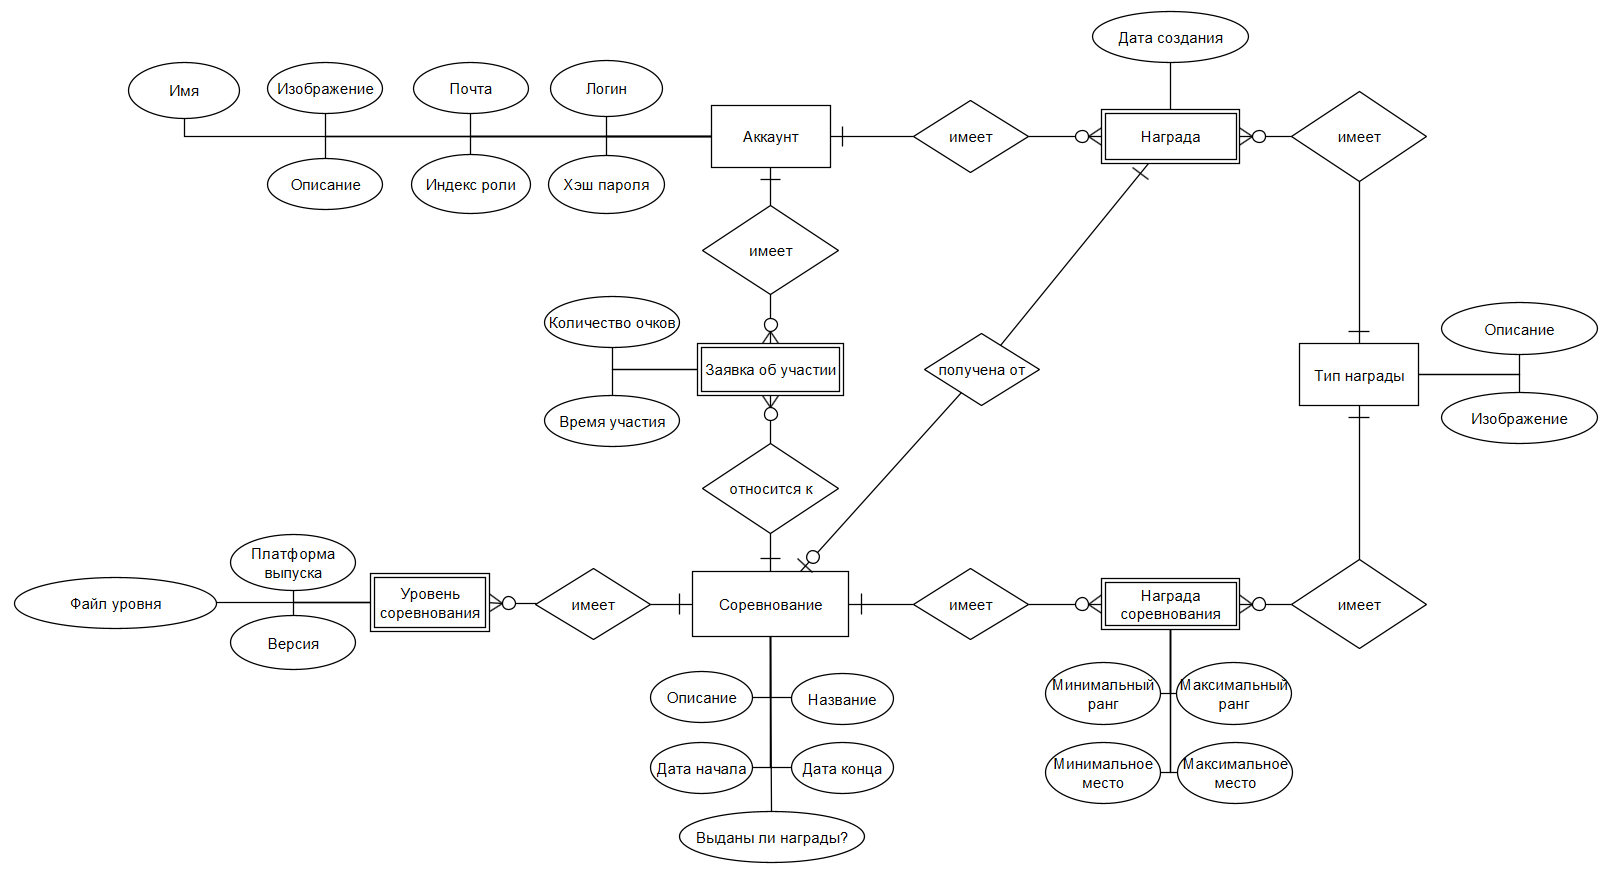 Дата создания
Имя
Изображение
Почта
Логин
Аккаунт
имеет
Награда
имеет
Описание
Индекс роли
Хэш пароля
имеет
Количество очков
Заявка об участии
получена от
Описание
Тип награды
Изображение
Время участия
относится к
Платформа
выпуска
Файл уровня
Версия
Уровень
соревнования
имеет
Соревнование
имеет
Награда
соревнования
имеет
Описание
Название
Минимальный
ранг
Максимальный
ранг
Дата начала
Дата конца
Минимальное
место
Максимальное
место
Выданы ли награды?